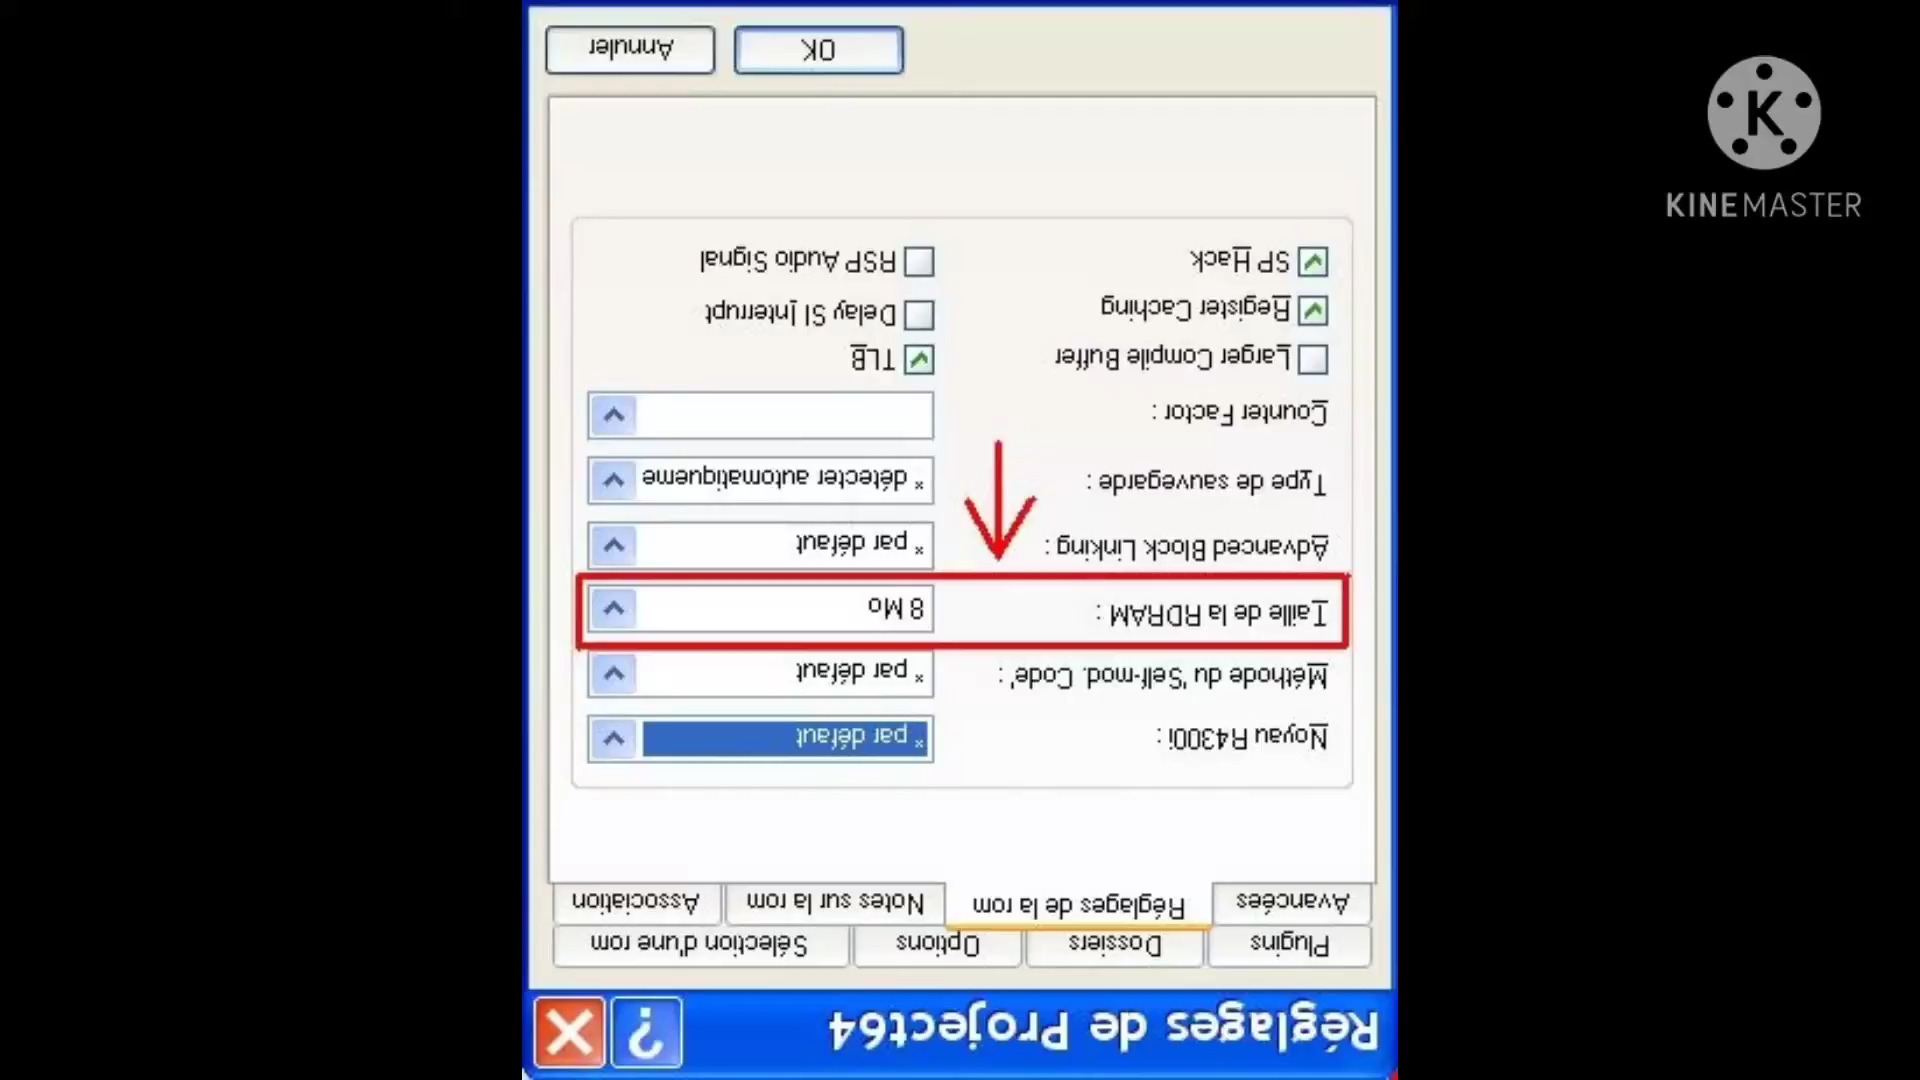 Réglages de Project64
Plugins
Dossiers
Options
Sélection d'une rom
Avancées
Réglages de la rom
Notes sur la rom
Association
Noyau R4300i:
* par défaut
Méthode du 'Self-mod. Code' :
* par défaut
Taille de la RDRAM :
8 Mo
Advanced Block Linking :
* par défaut
Type de sauvegarde :
* détecter automatiqueme
Counter Factor :
Larger Compile Buffer
TLB
Register Caching
Delay SI Interrupt
SP Hack
RSP Audio Signal
OK
Annuler
K
KINEMASTER